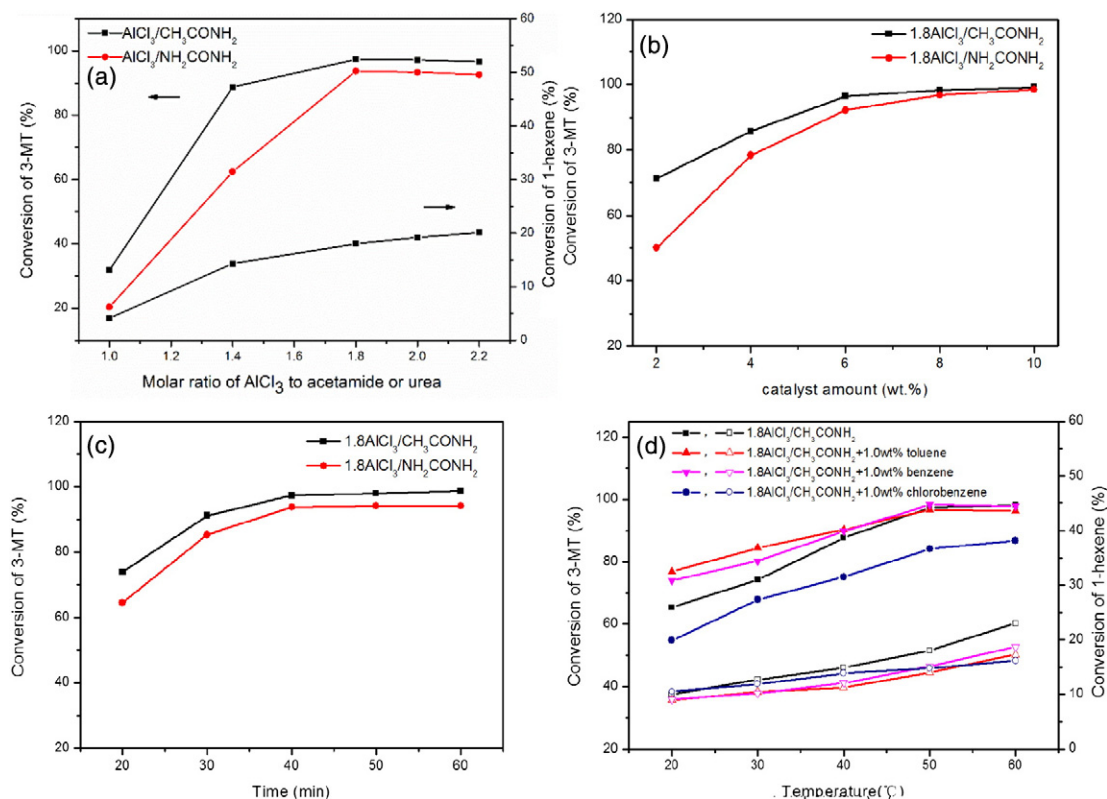 (a)
AlCl₃/CH₃CONH₂
AlCl₃/NH₂CONH₂
Conversion of 3-MT (%)
100
80
60
40
20
60
50
40
30
20
10
0
Conversion of 1-hexene (%)
1.0 1.2 1.4 1.6 1.8 2.0 2.2
Molar ratio of AlCl₃ to acetamide or urea
(b)
1.8AlCl₃/CH₃CONH₂
1.8AlCl₃/NH₂CONH₂
Conversion of 3-MT (%)
120
100
80
60
40
20
2 4 6 8 10
catalyst amount (wt.%)
(c)
1.8AlCl₃/CH₃CONH₂
1.8AlCl₃/NH₂CONH₂
Conversion of 3-MT (%)
120
100
80
60
40
20
20 30 40 50 60
Time (min)
(d)
, 1.8AlCl₃/CH₃CONH₂
, 1.8AlCl₃/CH₃CONH₂+1.0wt% toluene
, 1.8AlCl₃/CH₃CONH₂+1.0wt% benzene
, 1.8AlCl₃/CH₃CONH₂+1.0wt% chlorobenzene
Conversion of 3-MT (%)
120
100
80
60
40
20
60
50
40
30
20
10
0
Conversion of 1-hexene (%)
20 30 40 50 60
Temperature(℃)